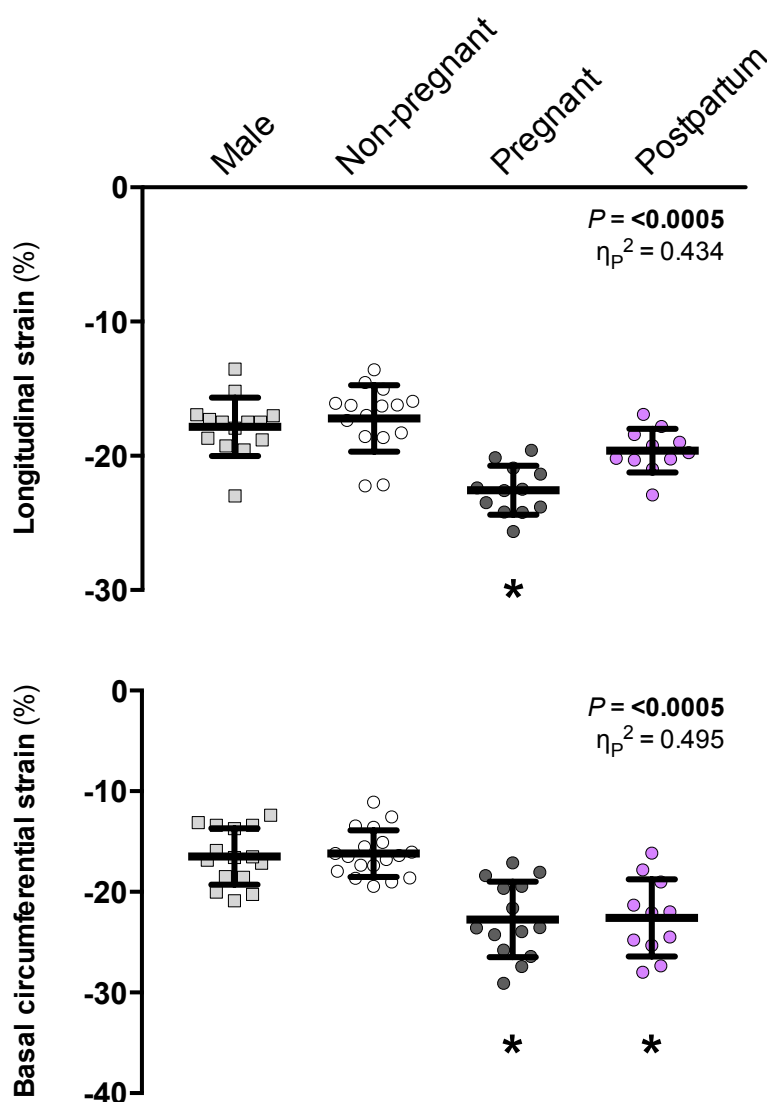 Male
Non-pregnant
Pregnant
Postpartum
Longitudinal strain (%)
0
-10
-20
-30
P = <0.0005
ηP² = 0.434
*
Basal circumferential strain (%)
0
-10
-20
-30
-40
P = <0.0005
ηP² = 0.495
* *